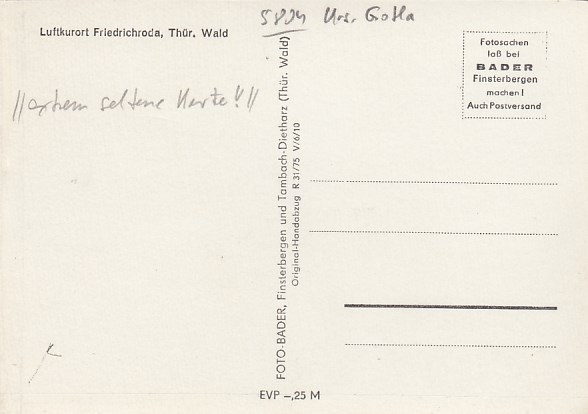 Luftkurort Friedrichroda, Thür. Wald
5804 Krs. Gotha
//extrem seltene Karte!!//
FOTO-BADER, Finsterbergen und Tambach-Dietharz (Thür. Wald)
Original-Handabzug R 31/75 V/6/10
Fotosachen
laß bei
BADER
Finsterbergen
machen!
Auch Postversand
EVP –,25 M